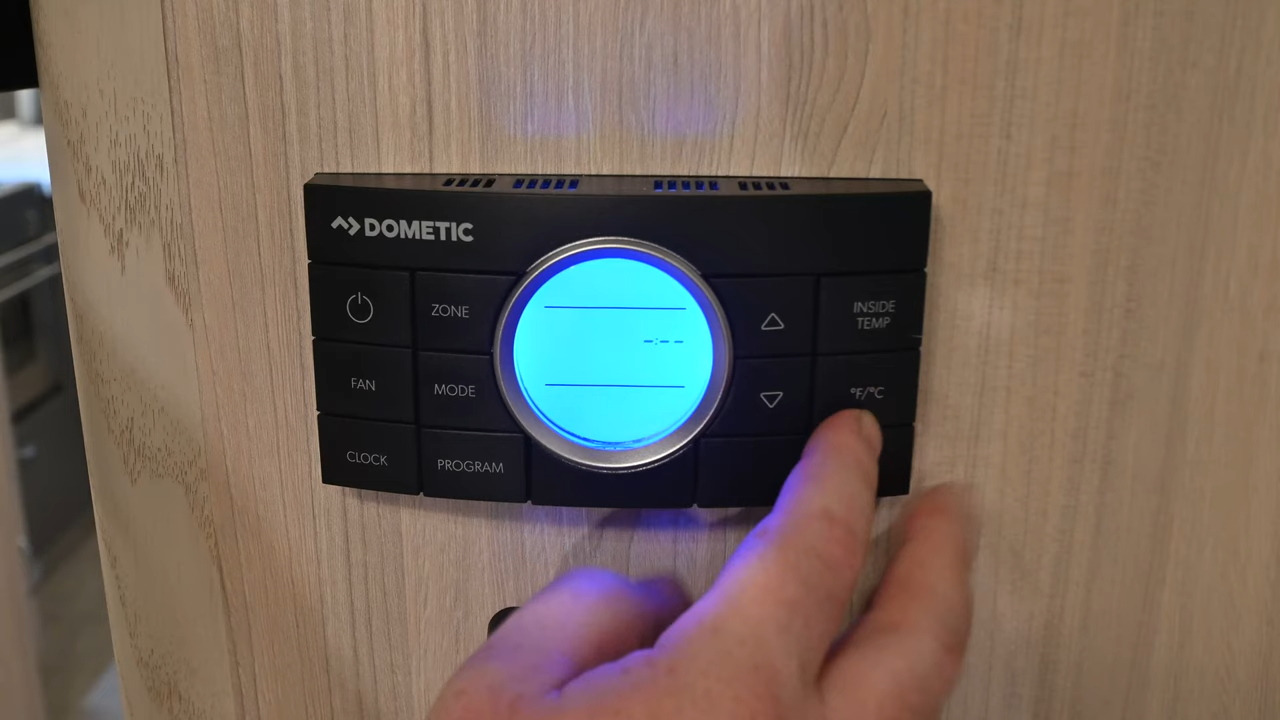 DOMETIC
ZONE
INSIDE
TEMP
FAN
MODE
°F/°C
CLOCK
PROGRAM
-:--